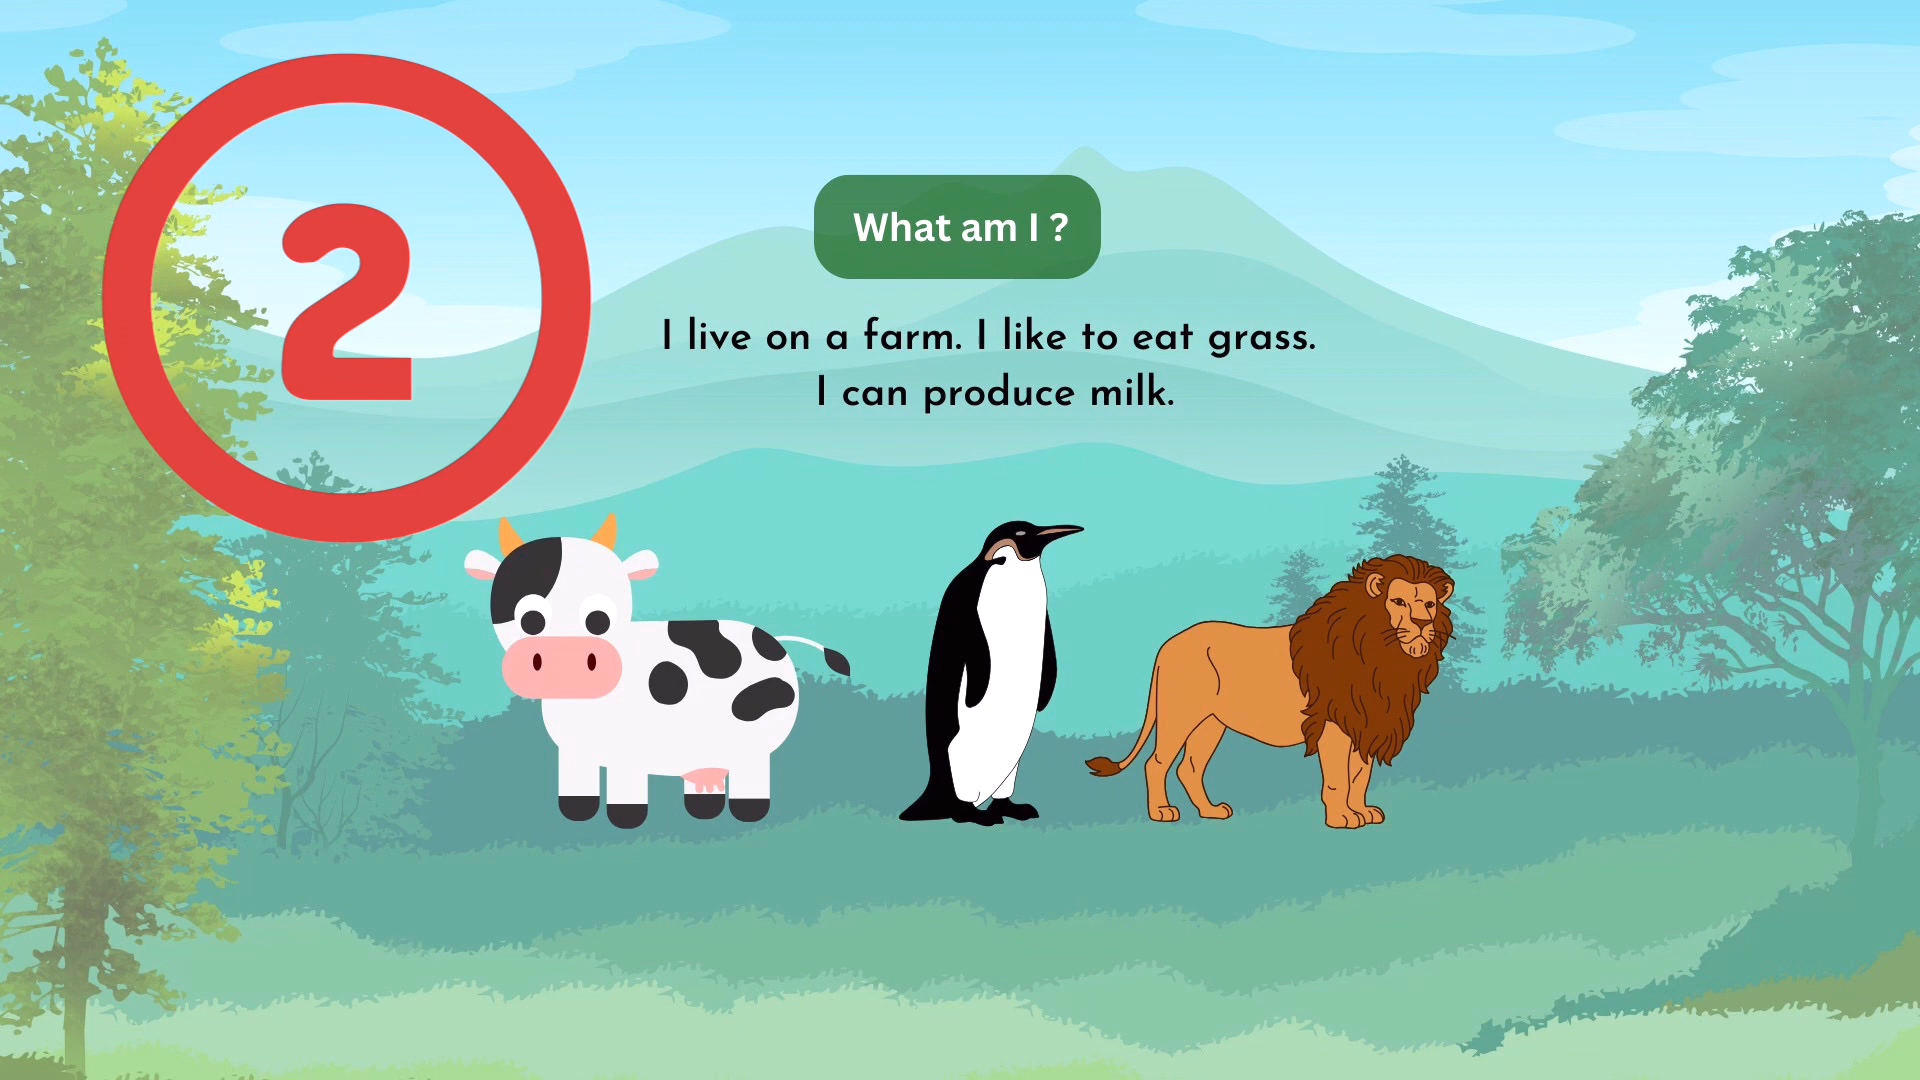 2
What am I ?
I live on a farm. I like to eat grass.
I can produce milk.